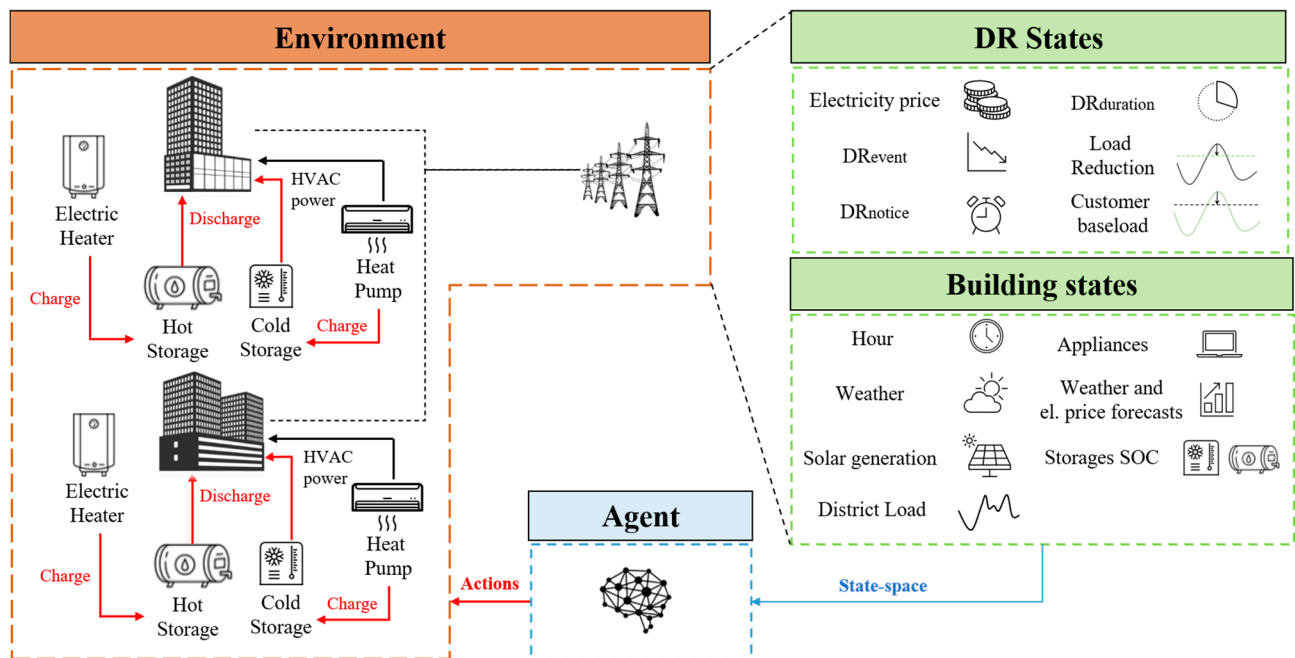 Environment
Electric
Heater
Charge
Discharge
HVAC
power
Heat
Pump
Charge
Hot
Storage
Cold
Storage
Electric
Heater
Charge
Discharge
HVAC
power
Heat
Pump
Charge
Hot
Storage
Cold
Storage
Actions
Agent
State-space
DR States
Electricity price
DRevent
DRnotice
DRduration
Load
Reduction
Customer
baseload
Building states
Hour
Weather
Solar generation
District Load
Appliances
Weather and
el. price forecasts
Storages SOC